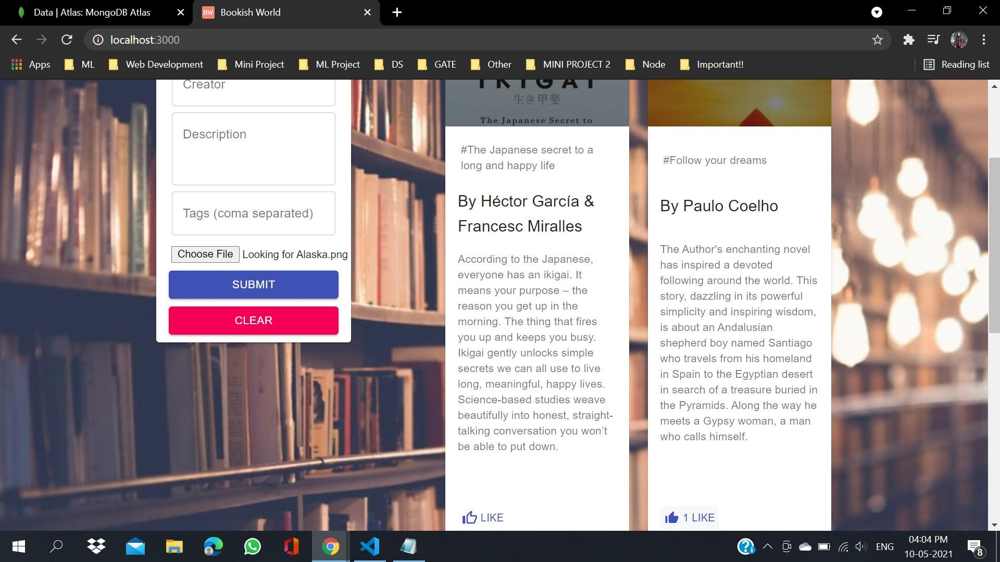 Data | Atlas: MongoDB Atlas
BW Bookish World
localhost:3000
Apps
ML
Web Development
Mini Project
ML Project
DS
GATE
Other
MINI PROJECT 2
Node
Important!!
Reading list
Creator
Description
Tags (coma separated)
Choose File Looking for Alaska.png
SUBMIT
CLEAR
IKIGAI
生き甲斐
The Japanese Secret to
#The Japanese secret to a
long and happy life
By Héctor García &
Francesc Miralles
According to the Japanese,
everyone has an ikigai. It
means your purpose – the
reason you get up in the
morning. The thing that fires
you up and keeps you busy.
Ikigai gently unlocks simple
secrets we can all use to live
long, meaningful, happy lives.
Science-based studies weave
beautifully into honest, straight-
talking conversation you won’t
be able to put down.
LIKE
#Follow your dreams
By Paulo Coelho
The Author's enchanting novel
has inspired a devoted
following around the world. This
story, dazzling in its powerful
simplicity and inspiring wisdom,
is about an Andalusian
shepherd boy named Santiago
who travels from his homeland
in Spain to the Egyptian desert
in search of a treasure buried in
the Pyramids. Along the way he
meets a Gypsy woman, a man
who calls himself.
1 LIKE
ENG
04:04 PM
10-05-2021
8